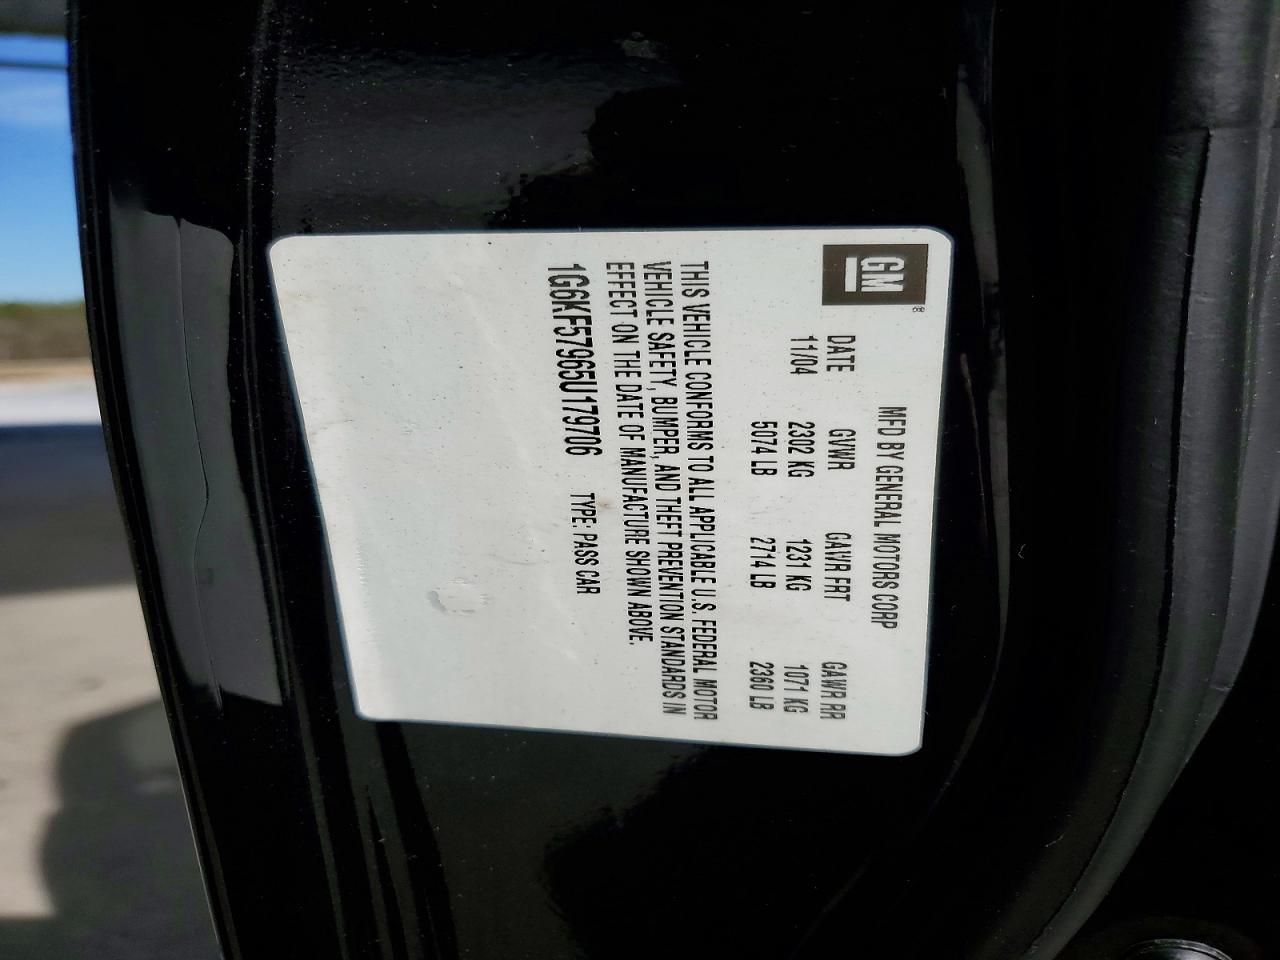 GM®
MFD BY GENERAL MOTORS CORP
DATE GVWR GAWR FRT GAWR RR
11/04 2302 KG 1231 KG 1071 KG
5074 LB 2714 LB 2360 LB
THIS VEHICLE CONFORMS TO ALL APPLICABLE U.S. FEDERAL MOTOR
VEHICLE SAFETY, BUMPER, AND THEFT PREVENTION STANDARDS IN
EFFECT ON THE DATE OF MANUFACTURE SHOWN ABOVE.
1G6KF57965U179706 TYPE: PASS CAR